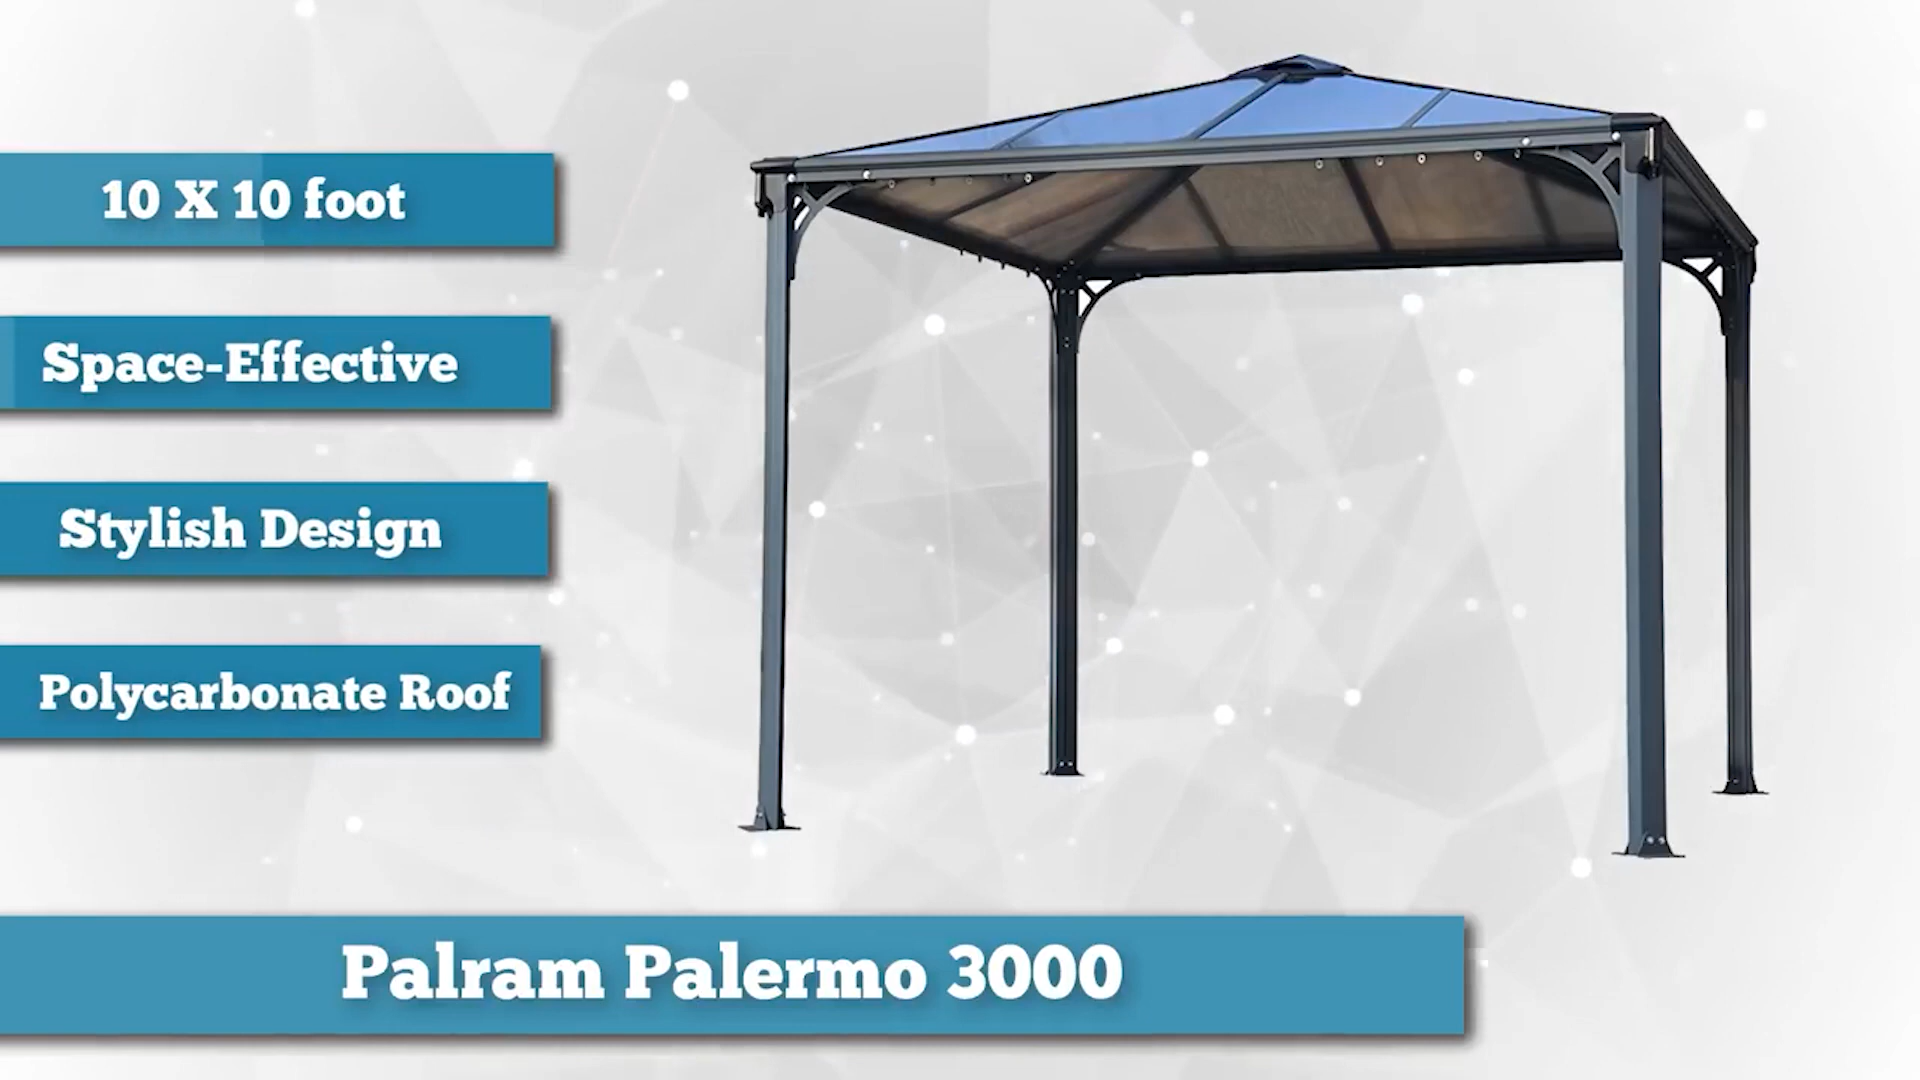 10 X 10 foot
Space-Effective
Stylish Design
Polycarbonate Roof
Palram Palermo 3000